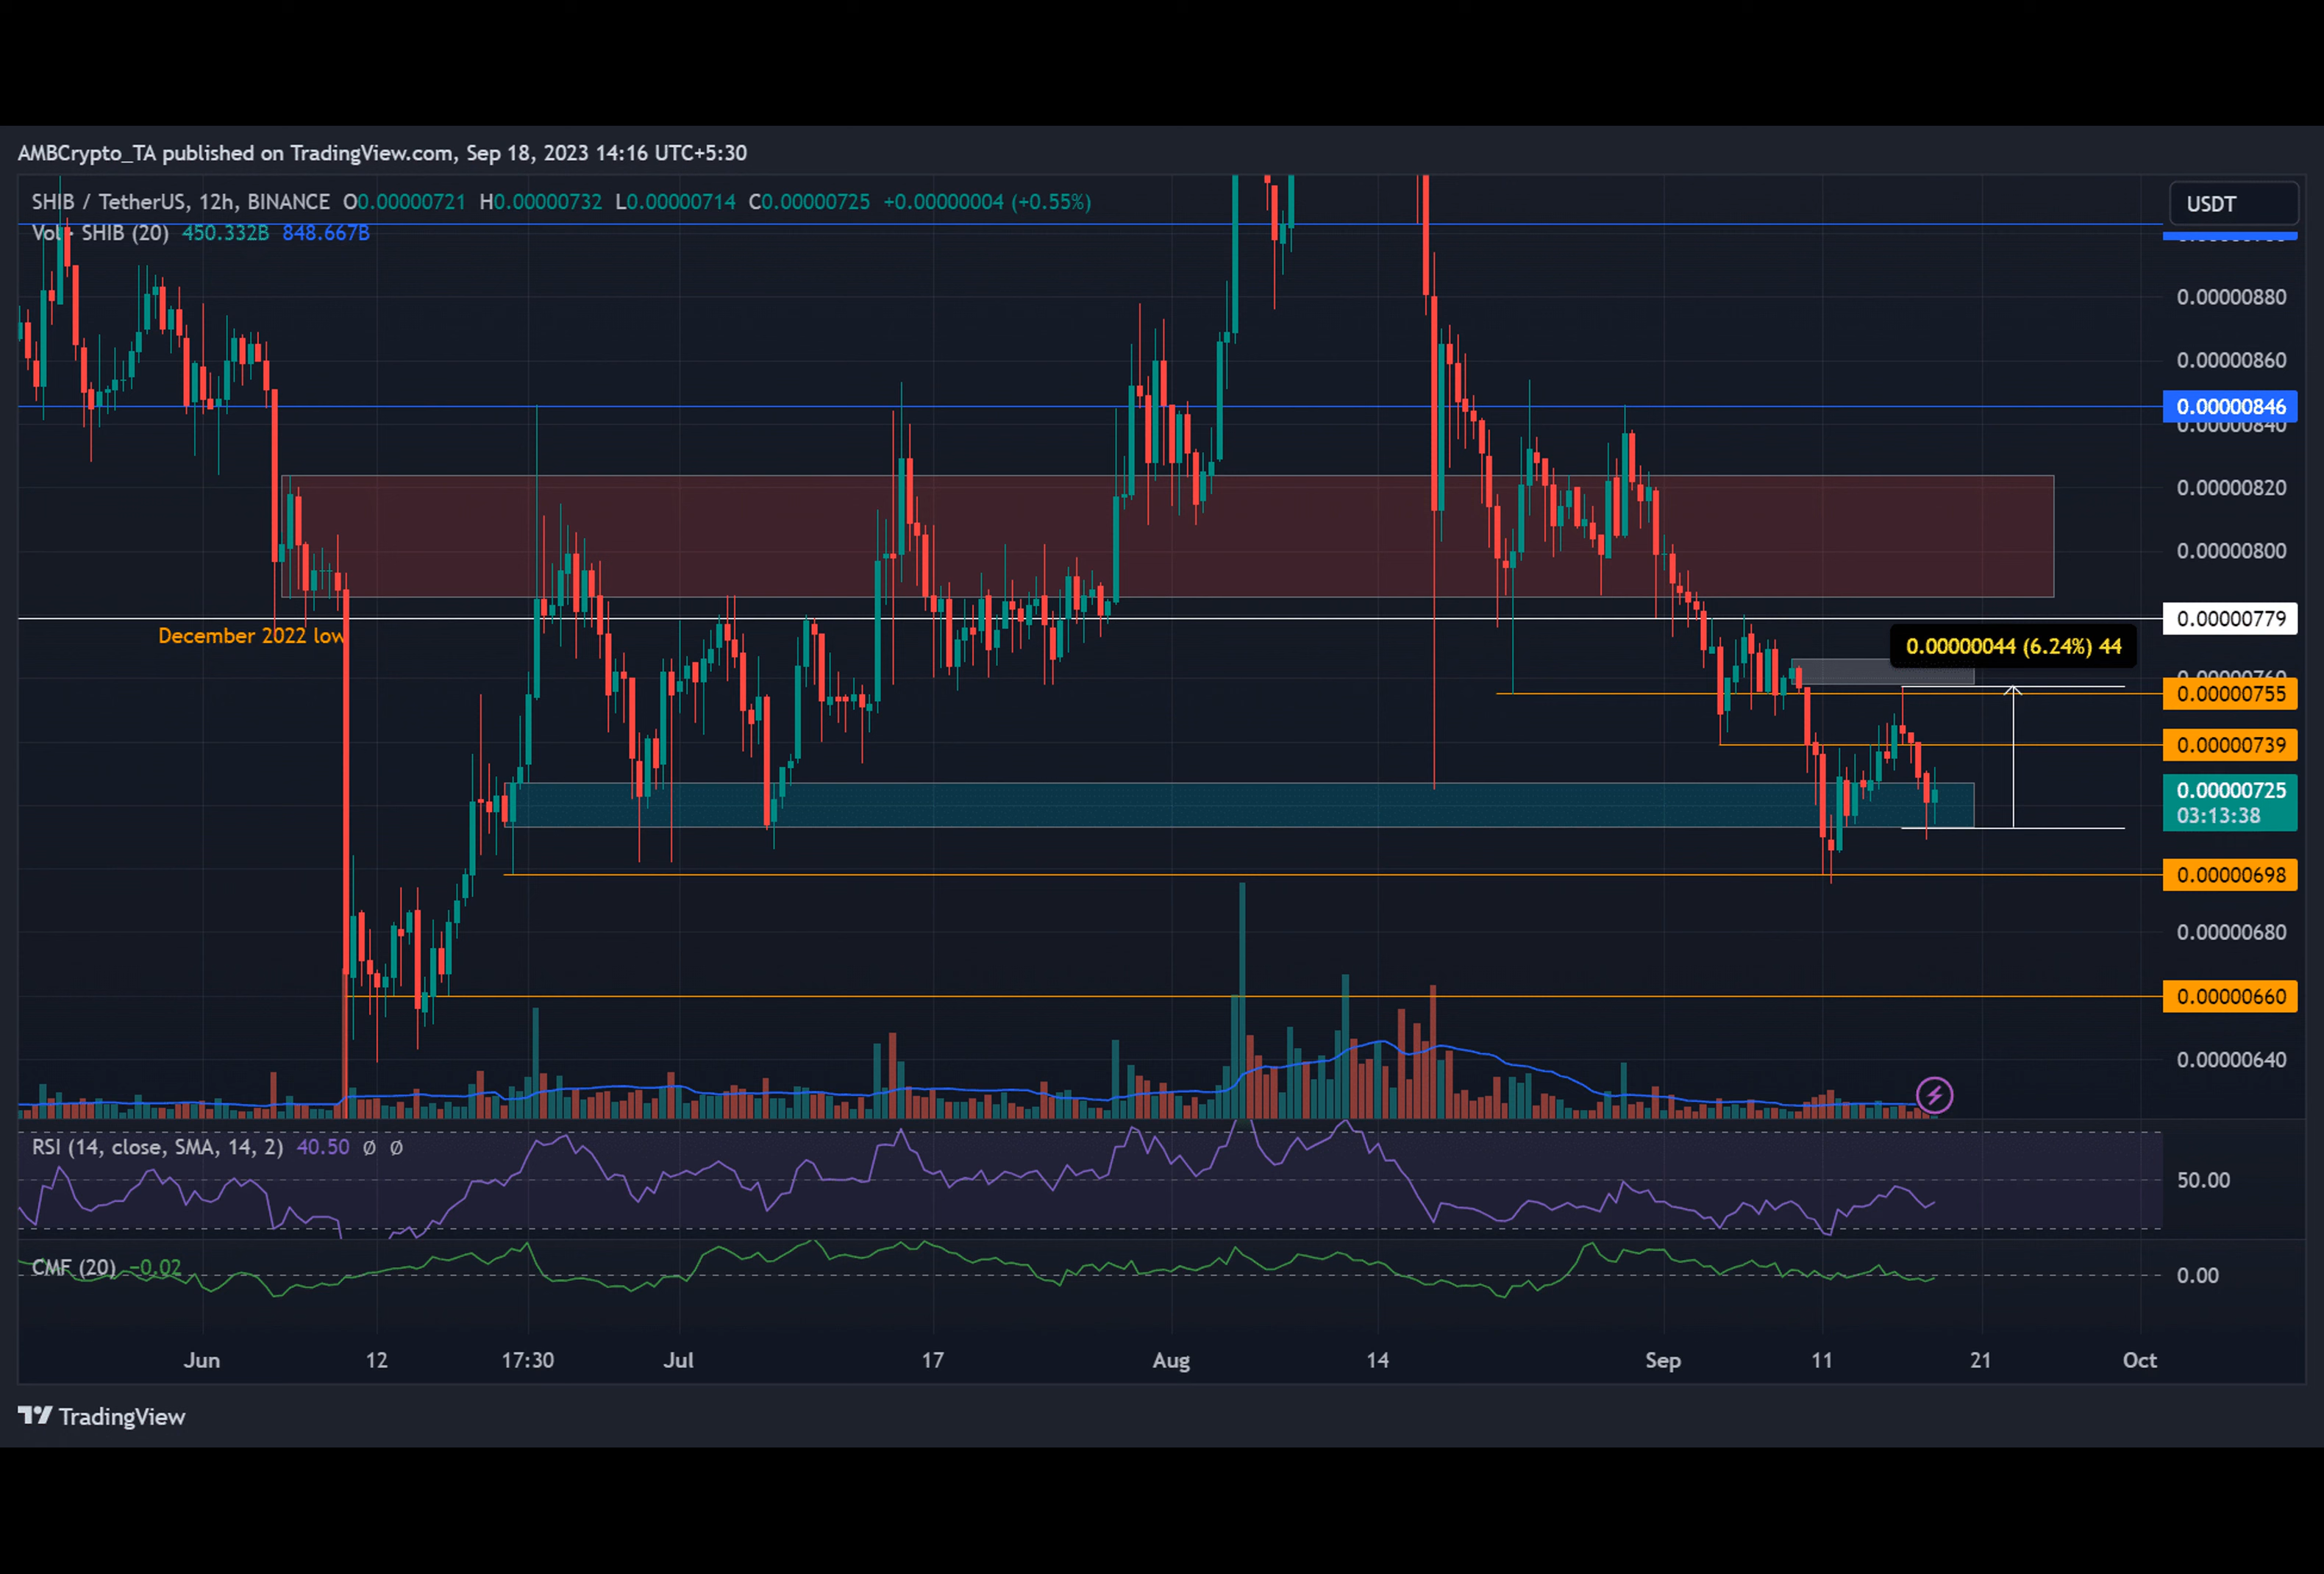 AMBCrypto_TA published on TradingView.com, Sep 18, 2023 14:16 UTC+5:30
SHIB / TetherUS, 12h, BINANCE O0.00000721 H0.00000732 L0.00000714 C0.00000725 +0.00000004 (+0.55%)
USDT
Vol · SHIB (20) 450.332B 848.667B
0.00000880
0.00000860
0.00000846
0.00000840
0.00000820
0.00000800
0.00000779
December 2022 low
0.00000044 (6.24%) 44
0.00000760
0.00000755
0.00000739
0.00000725
03:13:38
0.00000698
0.00000680
0.00000660
0.00000640
RSI (14, close, SMA, 14, 2) 40.50 Ø Ø
50.00
CMF (20) −0.02
0.00
Jun 12 17:30 Jul 17 Aug 14 Sep 11 21 Oct
TradingView